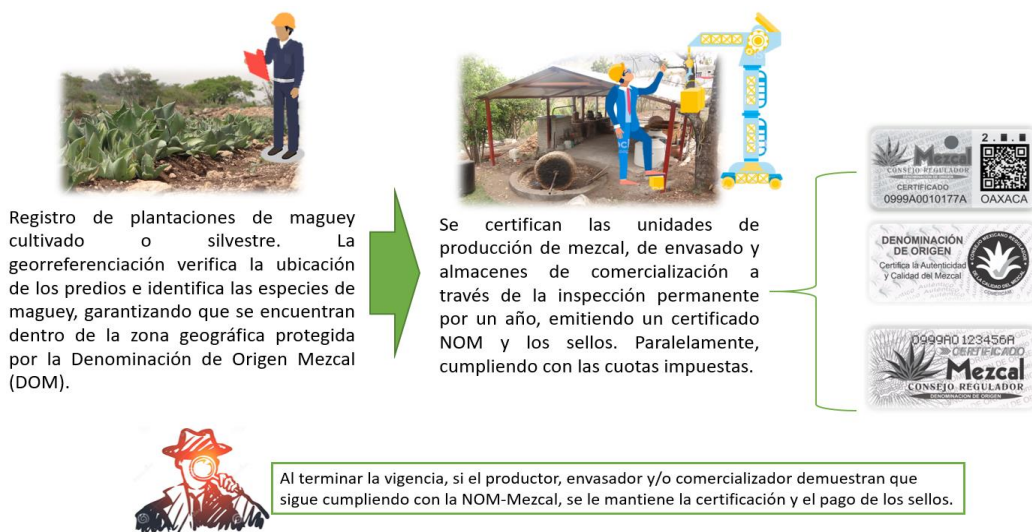 Registro de plantaciones de maguey
cultivado o silvestre. La
georreferenciación verifica la ubicación
de los predios e identifica las especies de
maguey, garantizando que se encuentran
dentro de la zona geográfica protegida
por la Denominación de Origen Mezcal
(DOM).
Se certifican las unidades de
producción de mezcal, de envasado y
almacenes de comercialización a
través de la inspección permanente
por un año, emitiendo un certificado
NOM y los sellos. Paralelamente,
cumpliendo con las cuotas impuestas.
Mezcal
CONSEJO REGULADOR
DENOMINACIÓN DE ORIGEN
CERTIFICADO
0999A0010177A OAXACA
DENOMINACIÓN
DE ORIGEN
Certifica la Autenticidad
y Calidad del Mezcal
0999A0123456A
CERTIFICADO
Mezcal
CONSEJO REGULADOR
DENOMINACIÓN DE ORIGEN
Al terminar la vigencia, si el productor, envasador y/o comercializador demuestran que
sigue cumpliendo con la NOM-Mezcal, se le mantiene la certificación y el pago de los sellos.